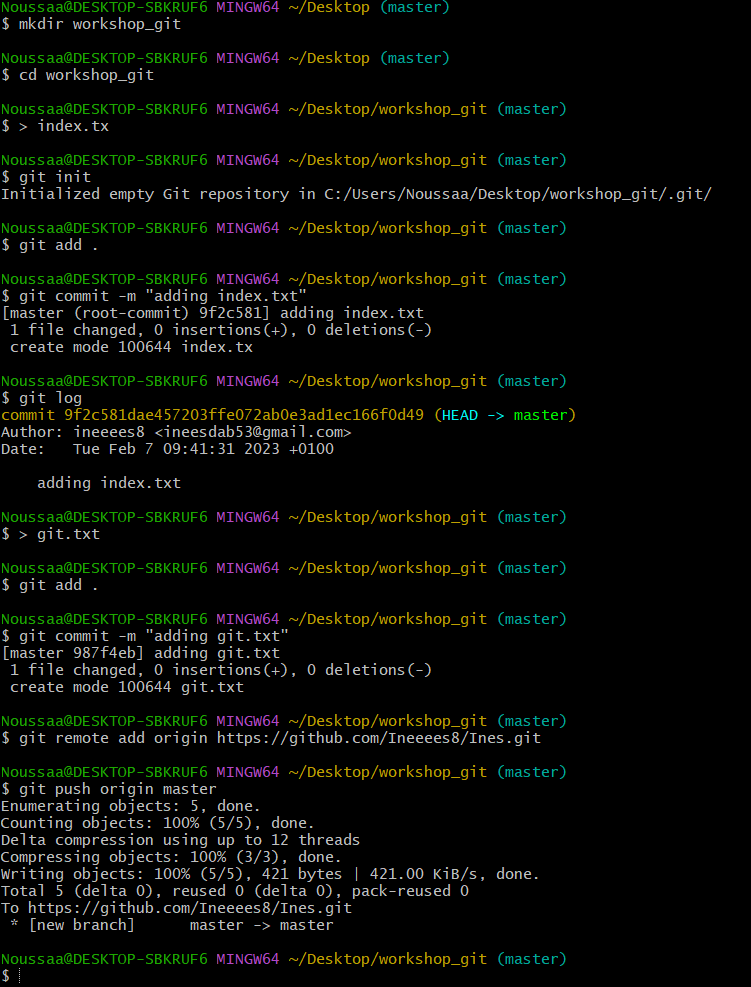 Noussaa@DESKTOP-SBKRUF6 MINGW64 ~/Desktop (master)
$ mkdir workshop_git
Noussaa@DESKTOP-SBKRUF6 MINGW64 ~/Desktop (master)
$ cd workshop_git
Noussaa@DESKTOP-SBKRUF6 MINGW64 ~/Desktop/workshop_git (master)
$ > index.tx
Noussaa@DESKTOP-SBKRUF6 MINGW64 ~/Desktop/workshop_git (master)
$ git init
Initialized empty Git repository in C:/Users/Noussaa/Desktop/workshop_git/.git/
Noussaa@DESKTOP-SBKRUF6 MINGW64 ~/Desktop/workshop_git (master)
$ git add .
Noussaa@DESKTOP-SBKRUF6 MINGW64 ~/Desktop/workshop_git (master)
$ git commit -m "adding index.txt"
[master (root-commit) 9f2c581] adding index.txt
 1 file changed, 0 insertions(+), 0 deletions(-)
 create mode 100644 index.tx
Noussaa@DESKTOP-SBKRUF6 MINGW64 ~/Desktop/workshop_git (master)
$ git log
commit 9f2c581dae457203ffe072ab0e3ad1ec166f0d49 (HEAD -> master)
Author: ineeees8 <ineesdab53@gmail.com>
Date:   Tue Feb 7 09:41:31 2023 +0100
    adding index.txt
Noussaa@DESKTOP-SBKRUF6 MINGW64 ~/Desktop/workshop_git (master)
$ > git.txt
Noussaa@DESKTOP-SBKRUF6 MINGW64 ~/Desktop/workshop_git (master)
$ git add .
Noussaa@DESKTOP-SBKRUF6 MINGW64 ~/Desktop/workshop_git (master)
$ git commit -m "adding git.txt"
[master 987f4eb] adding git.txt
 1 file changed, 0 insertions(+), 0 deletions(-)
 create mode 100644 git.txt
Noussaa@DESKTOP-SBKRUF6 MINGW64 ~/Desktop/workshop_git (master)
$ git remote add origin https://github.com/Ineeees8/Ines.git
Noussaa@DESKTOP-SBKRUF6 MINGW64 ~/Desktop/workshop_git (master)
$ git push origin master
Enumerating objects: 5, done.
Counting objects: 100% (5/5), done.
Delta compression using up to 12 threads
Compressing objects: 100% (3/3), done.
Writing objects: 100% (5/5), 421 bytes | 421.00 KiB/s, done.
Total 5 (delta 0), reused 0 (delta 0), pack-reused 0
To https://github.com/Ineeees8/Ines.git
 * [new branch]      master -> master
Noussaa@DESKTOP-SBKRUF6 MINGW64 ~/Desktop/workshop_git (master)
$